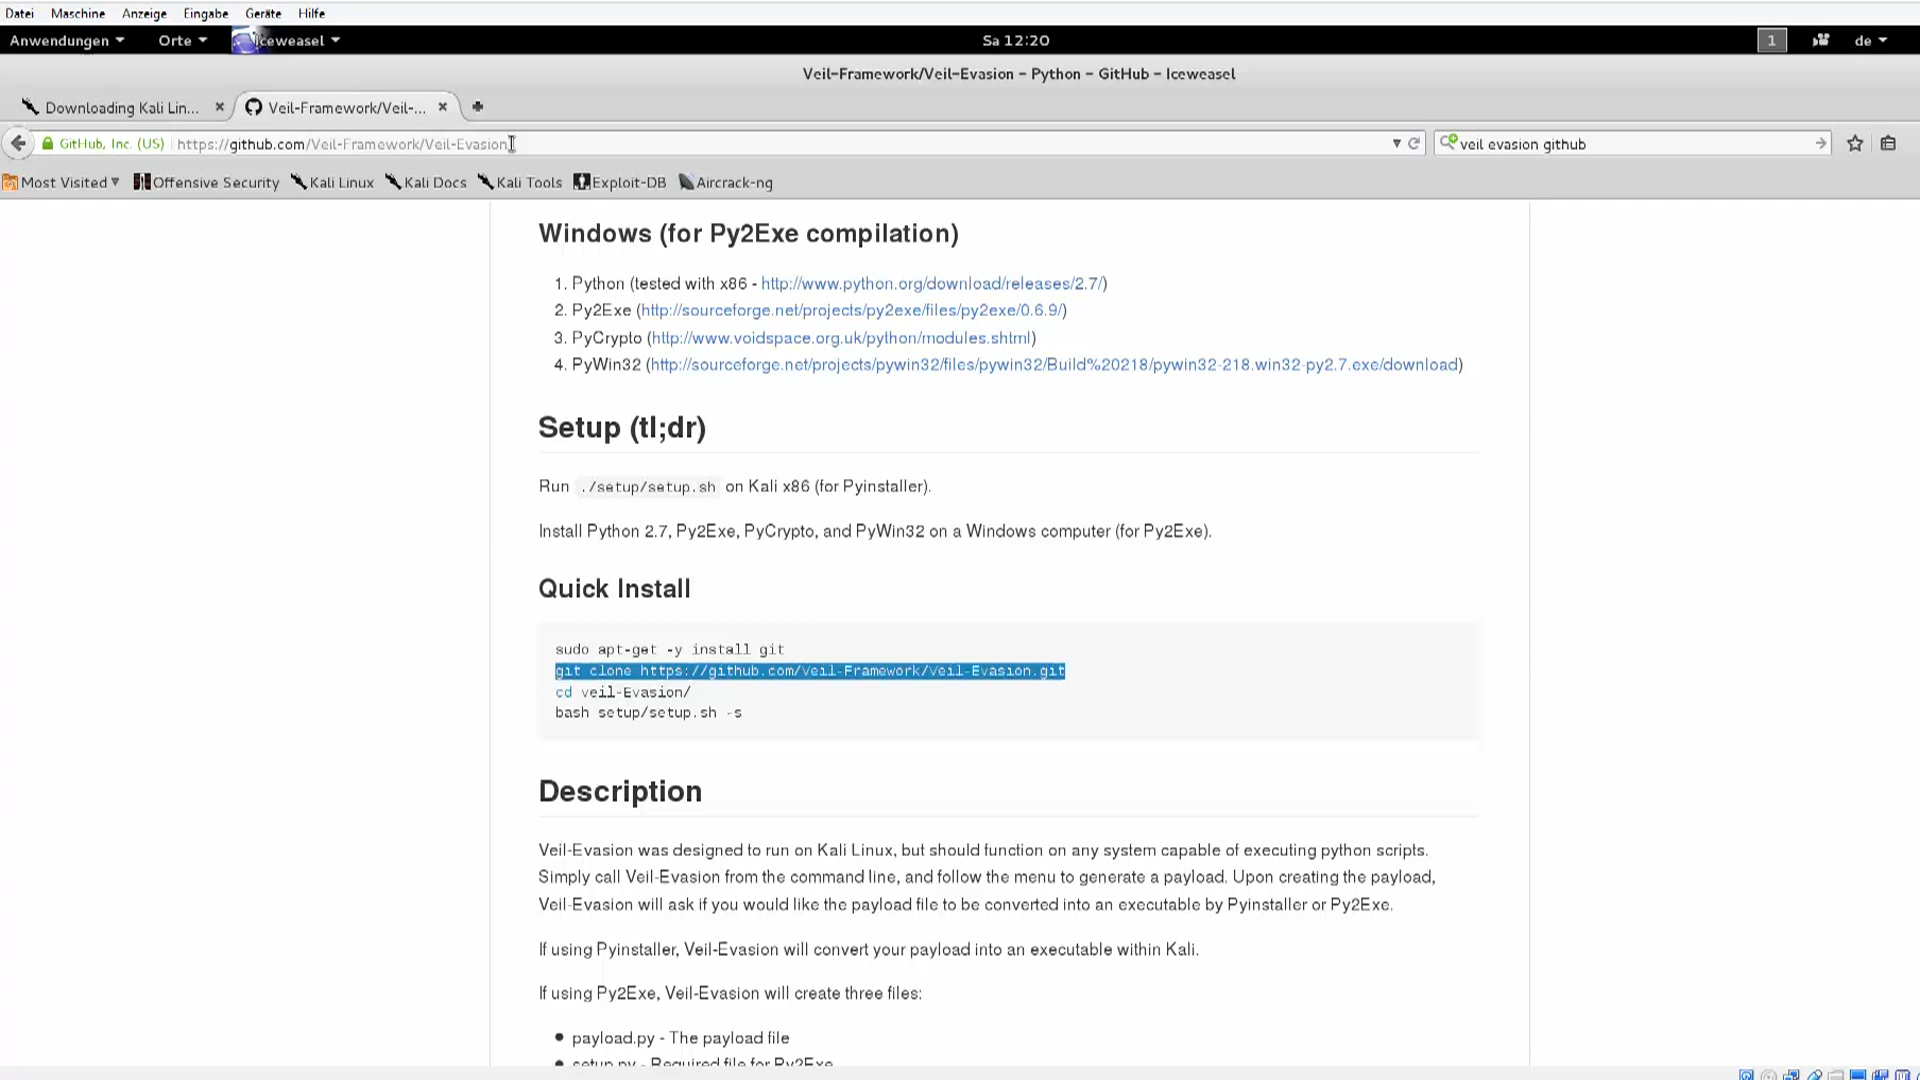 Datei Maschine Anzeige Eingabe Geräte Hilfe
Anwendungen Orte Iceweasel Sa 12:20 1 de
Veil-Framework/Veil-Evasion – Python – GitHub – Iceweasel
Downloading Kali Lin... Veil-Framework/Veil-...
GitHub, Inc. (US) https://github.com/Veil-Framework/Veil-Evasion veil evasion github
Most Visited Offensive Security Kali Linux Kali Docs Kali Tools Exploit-DB Aircrack-ng
Windows (for Py2Exe compilation)
1. Python (tested with x86 - http://www.python.org/download/releases/2.7/)
2. Py2Exe (http://sourceforge.net/projects/py2exe/files/py2exe/0.6.9/)
3. PyCrypto (http://www.voidspace.org.uk/python/modules.shtml)
4. PyWin32 (http://sourceforge.net/projects/pywin32/files/pywin32/Build%20218/pywin32-218.win32-py2.7.exe/download)
Setup (tl;dr)
Run ./setup/setup.sh on Kali x86 (for Pyinstaller).
Install Python 2.7, Py2Exe, PyCrypto, and PyWin32 on a Windows computer (for Py2Exe).
Quick Install
sudo apt-get -y install git
git clone https://github.com/Veil-Framework/Veil-Evasion.git
cd veil-Evasion/
bash setup/setup.sh -s
Description
Veil-Evasion was designed to run on Kali Linux, but should function on any system capable of executing python scripts.
Simply call Veil-Evasion from the command line, and follow the menu to generate a payload. Upon creating the payload,
Veil-Evasion will ask if you would like the payload file to be converted into an executable by Pyinstaller or Py2Exe.
If using Pyinstaller, Veil-Evasion will convert your payload into an executable within Kali.
If using Py2Exe, Veil-Evasion will create three files:
• payload.py - The payload file
• setup.py - Required file for Py2Exe